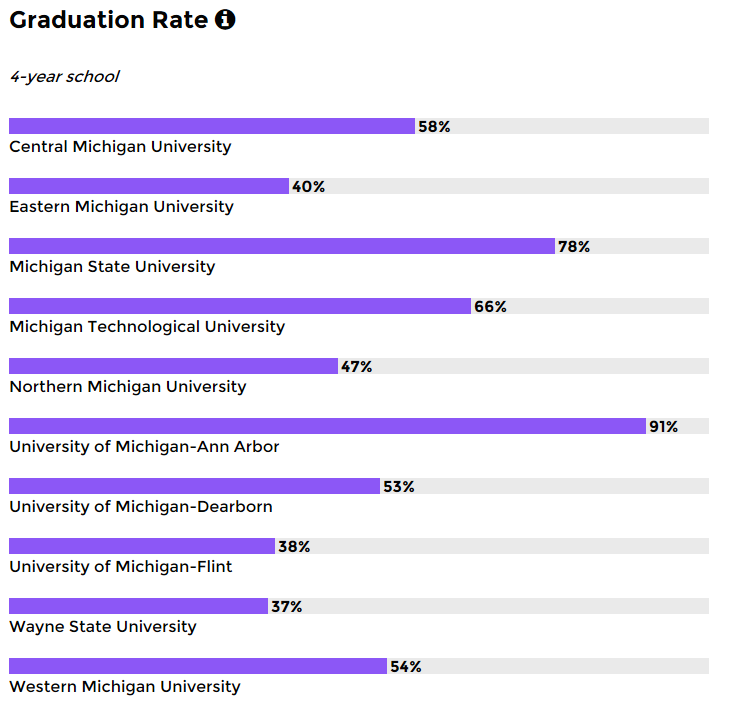 Graduation Rate
4-year school
58%
Central Michigan University
40%
Eastern Michigan University
78%
Michigan State University
66%
Michigan Technological University
47%
Northern Michigan University
91%
University of Michigan-Ann Arbor
53%
University of Michigan-Dearborn
38%
University of Michigan-Flint
37%
Wayne State University
54%
Western Michigan University